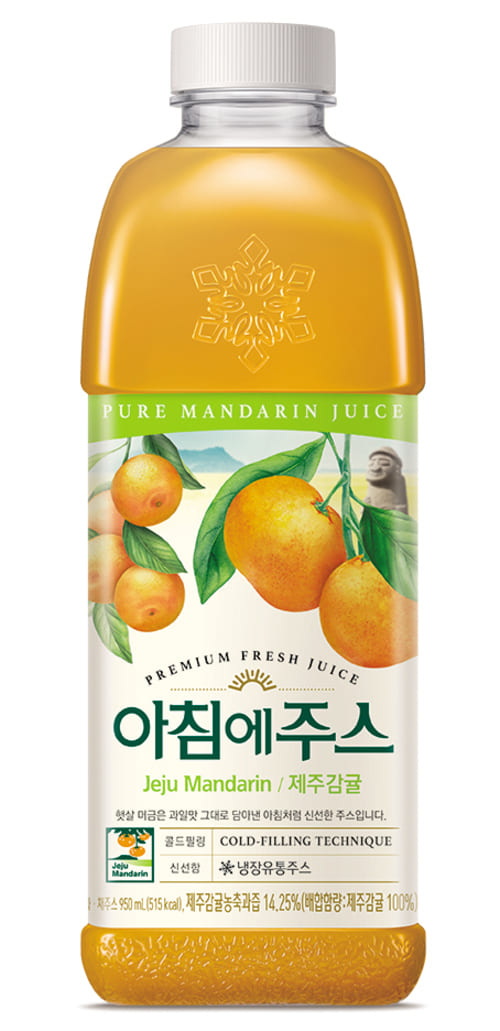 PURE MANDARIN JUICE
PREMIUM FRESH JUICE
아침에주스
Jeju Mandarin / 제주감귤
햇살 머금은 과일맛 그대로 담아낸 아침처럼 신선한 주스입니다.
Jeju
Mandarin
콜드필링 COLD-FILLING TECHNIQUE
신선함 냉장유통주스
주스 950 mL (515 kcal), 제주감귤농축과즙 14.25%(배합함량:제주감귤 100%)